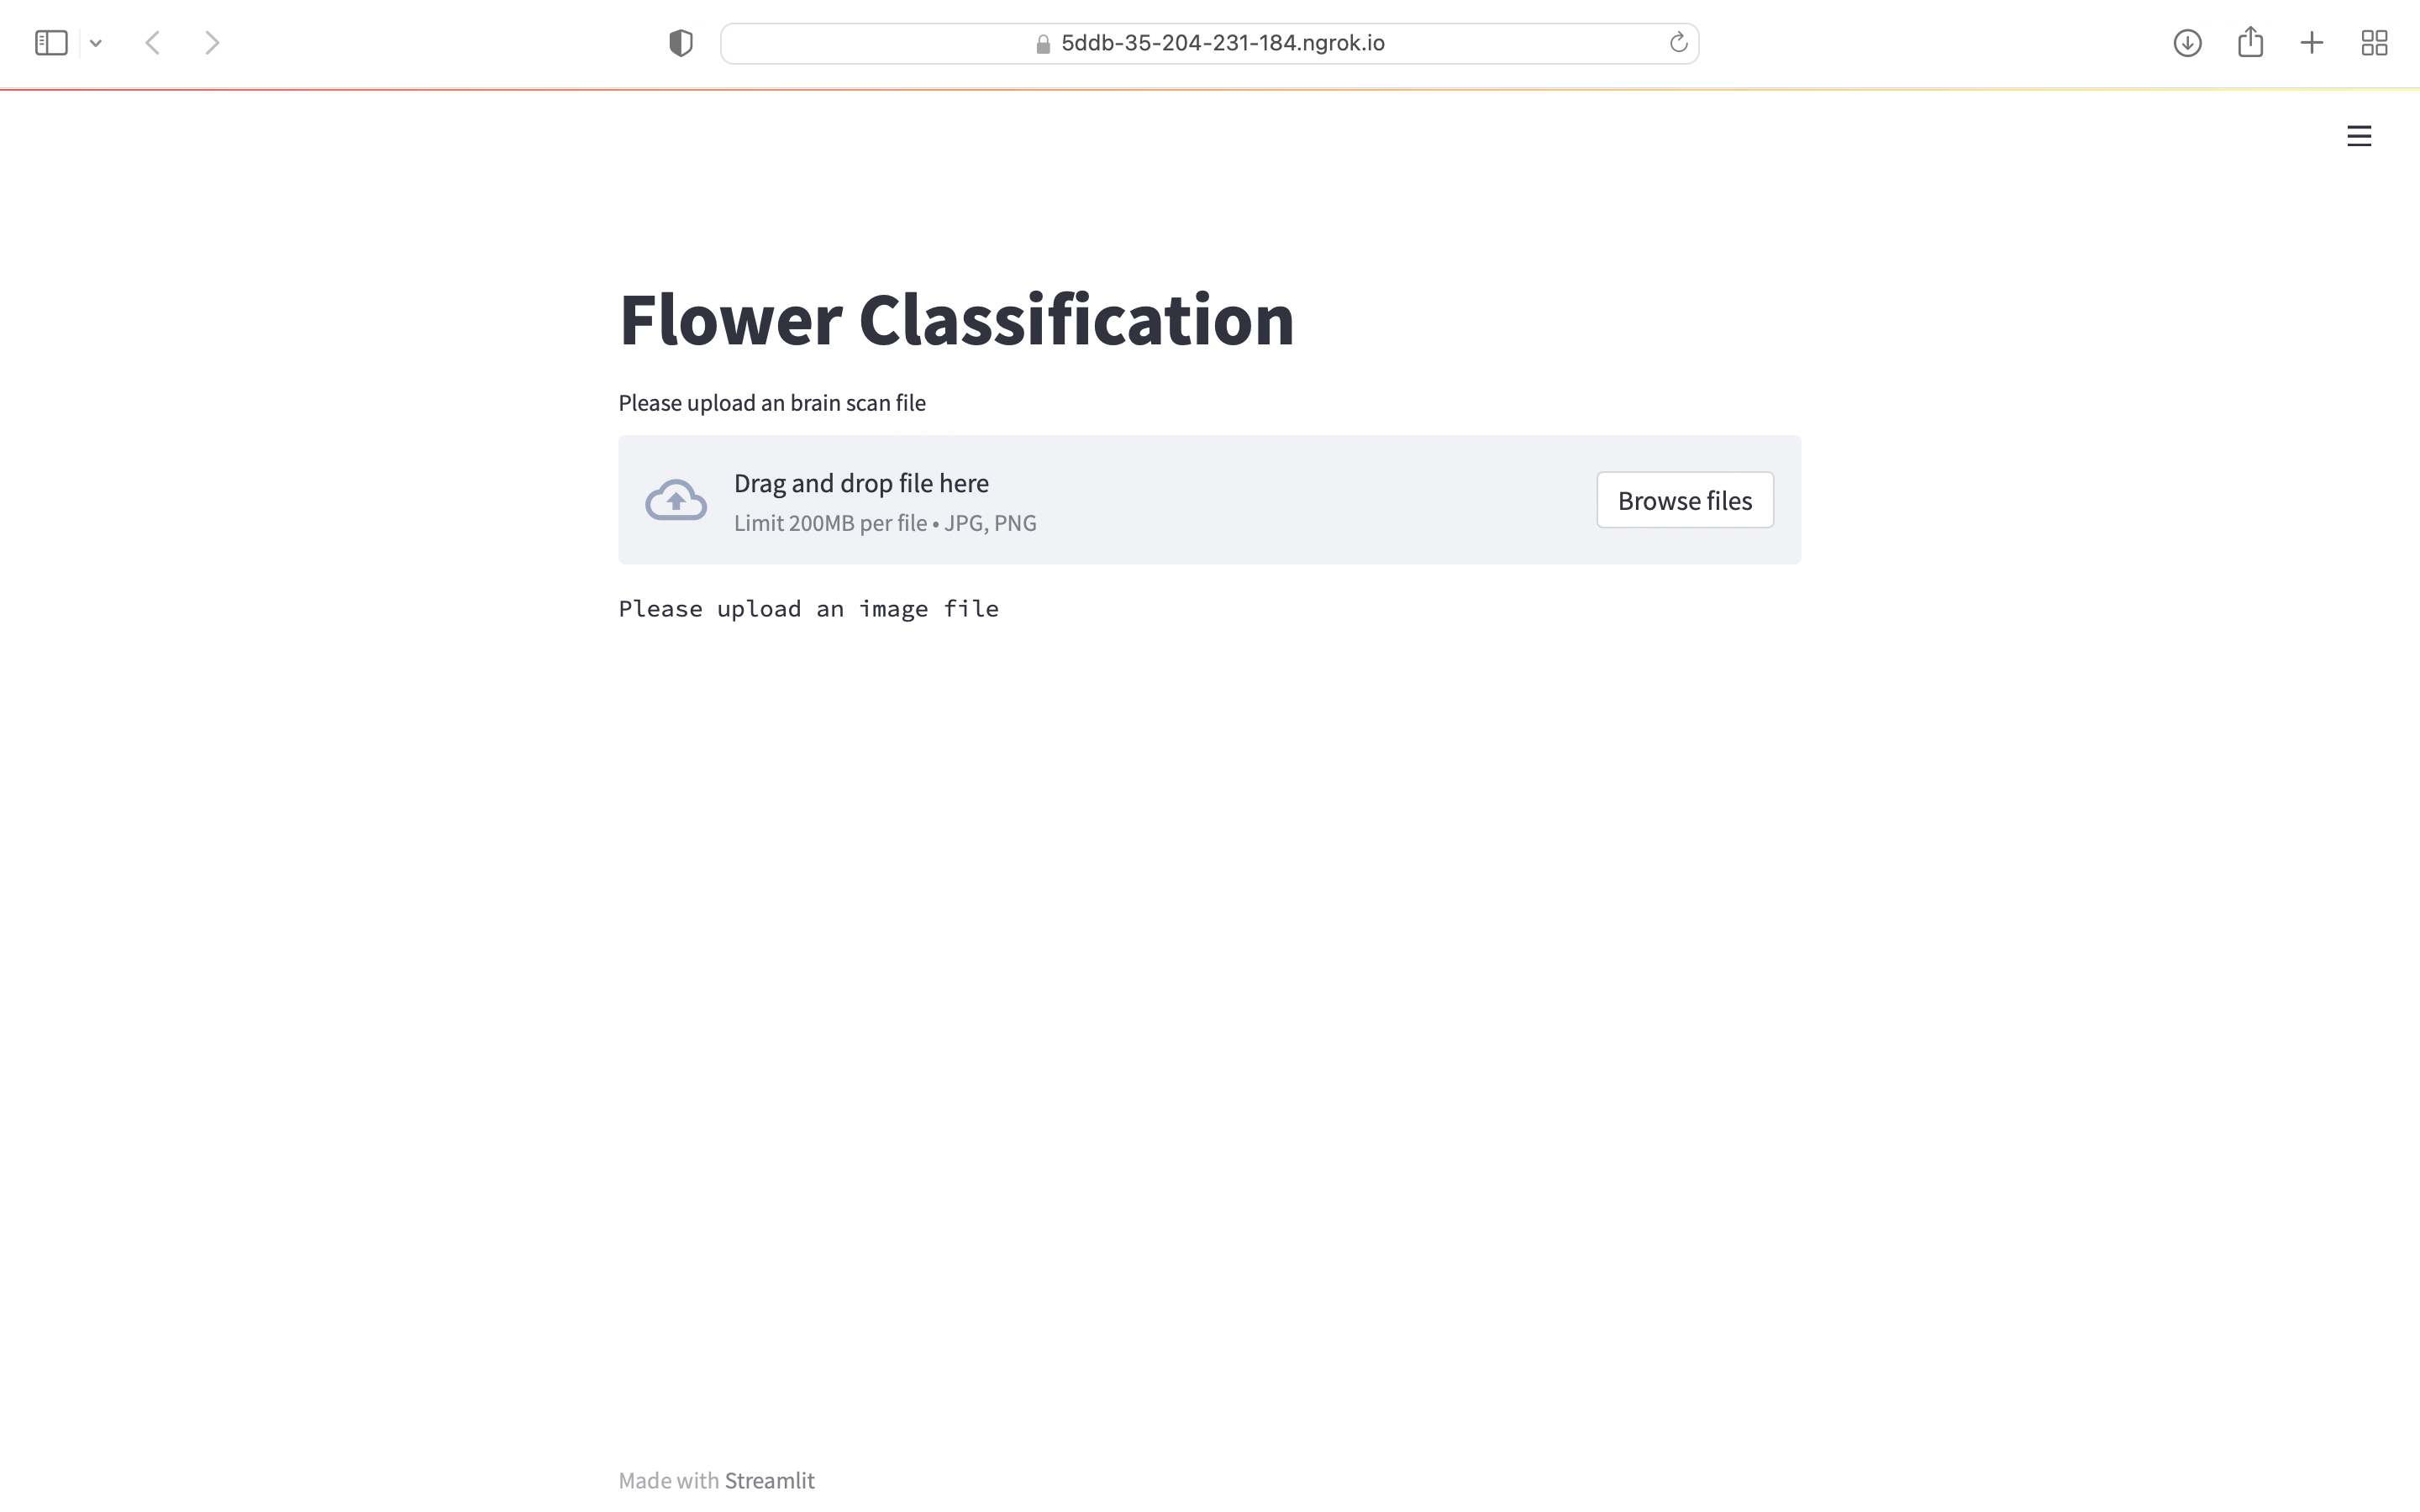 5ddb-35-204-231-184.ngrok.io
Flower Classification
Please upload an brain scan file
Drag and drop file here
Limit 200MB per file • JPG, PNG
Browse files
Please upload an image file
Made with Streamlit